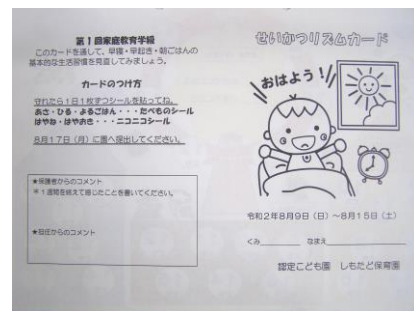 第1回家庭教育学級
このカードを通して、早寝・早起き・朝ごはんの
基本的な生活習慣を見直してみましょう。
カードのつけ方
守れたら1日1枚ずつシールを貼ってね。
あさ・ひる・よるごはん・・・たべものシール
はやね・はやおき・・・ニコニコシール
8月17日(月)に園へ提出してください。
★保護者からのコメント
※1週間を終えて感じたことを書いてください。
★担任からのコメント
せいかつリズムカード
おはよう!!
令和2年8月9日(日)~8月15日(土)
くみ
なまえ
認定こども園 しもたど保育園